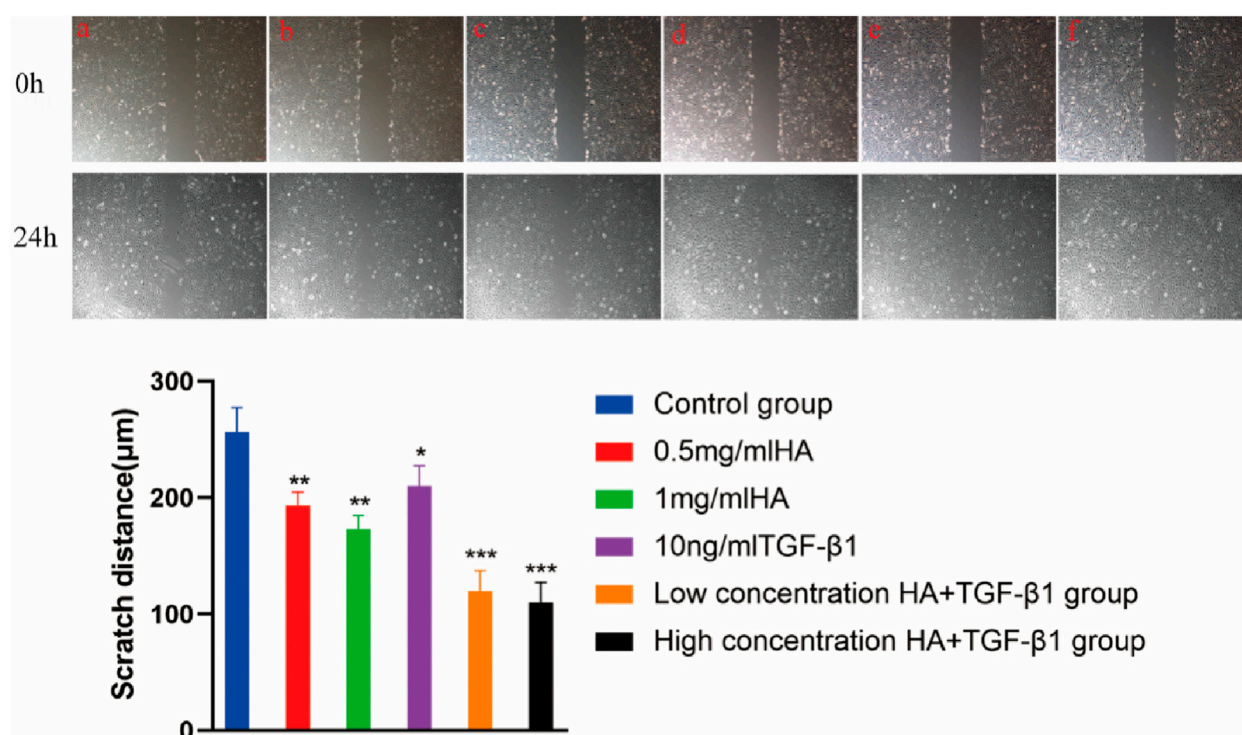 a b c d e f
0h
24h
300
200
100
0
Scratch distance(μm)
**
**
*
***
***
Control group
0.5mg/mlHA
1mg/mlHA
10ng/mlTGF-β1
Low concentration HA+TGF-β1 group
High concentration HA+TGF-β1 group